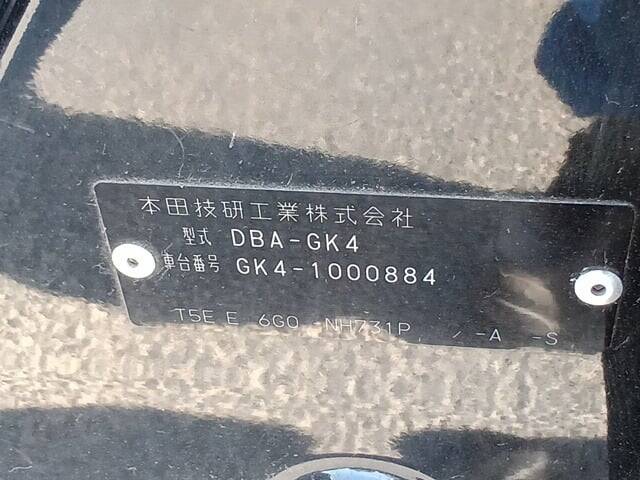 本田技研工業株式会社
型式 DBA-GK4
車台番号 GK4-1000884
T5E E 6G0 NH731P -A -S